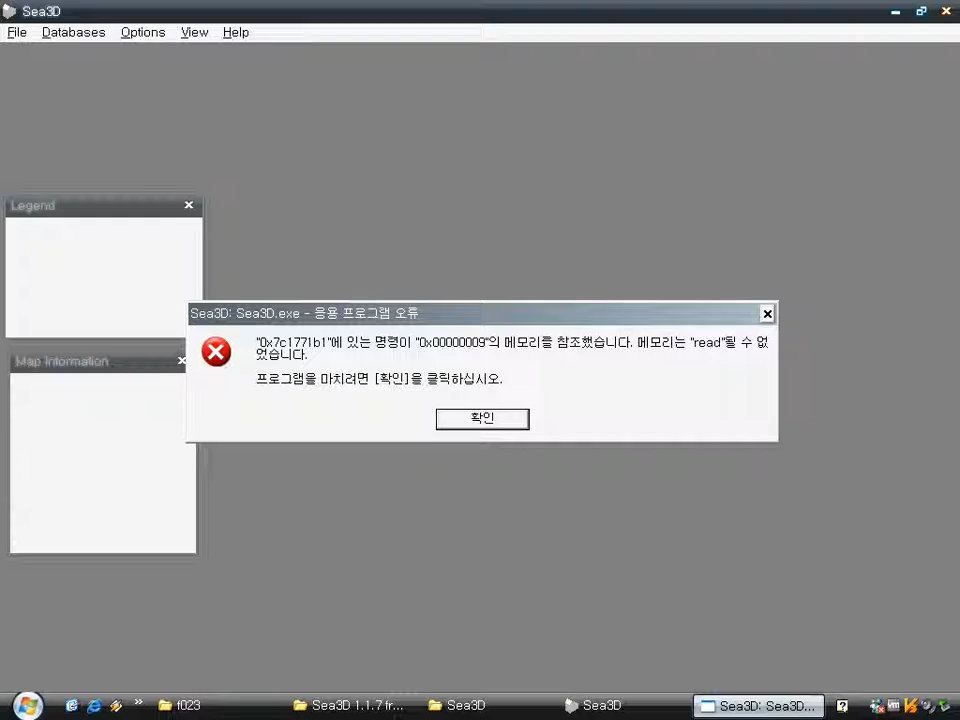 Sea3D
File Databases Options View Help
Legend
Map Information
Sea3D: Sea3D.exe - 응용 프로그램 오류
"0x7c1771b1"에 있는 명령이 "0x00000009"의 메모리를 참조했습니다. 메모리는 "read"될 수 없
었습니다.
프로그램을 마치려면 [확인]을 클릭하십시오.
확인
f023 Sea3D 1.1.7 fr... Sea3D Sea3D Sea3D: Sea3D...